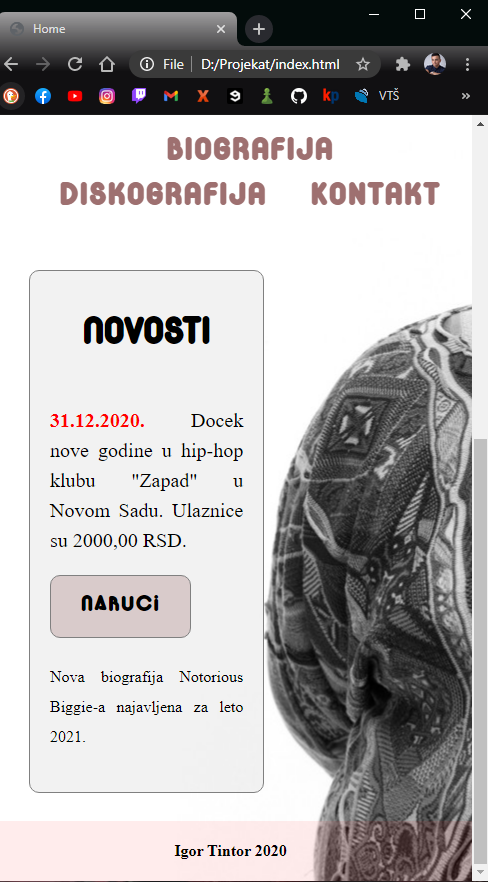 Home
File
D:/Projekat/index.html
VTŠ
BIOGRAFIJA
DISKOGRAFIJA KONTAKT
NOVOSTI
31.12.2020. Docek
nove godine u hip-hop
klubu "Zapad" u
Novom Sadu. Ulaznice
su 2000,00 RSD.
NARUCI
Nova biografija Notorious
Biggie-a najavljena za leto
2021.
Igor Tintor 2020